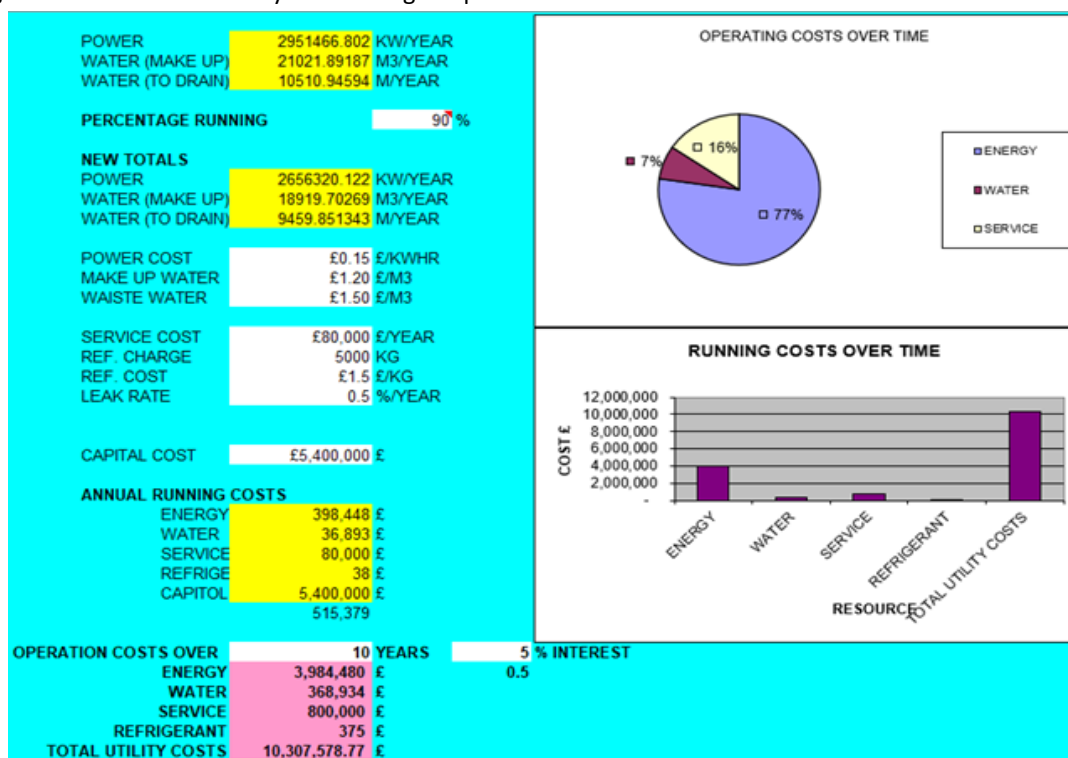 POWER 2951466.802 KW/YEAR
WATER (MAKE UP) 21021.89187 M3/YEAR
WATER (TO DRAIN) 10510.94594 M/YEAR
PERCENTAGE RUNNING 90 %
NEW TOTALS
POWER 2656320.122 KW/YEAR
WATER (MAKE UP) 18919.70269 M3/YEAR
WATER (TO DRAIN) 9459.851343 M/YEAR
POWER COST £0.15 £/KWHR
MAKE UP WATER £1.20 £/M3
WAISTE WATER £1.50 £/M3
SERVICE COST £80,000 £/YEAR
REF. CHARGE 5000 KG
REF. COST £1.5 £/KG
LEAK RATE 0.5 %/YEAR
CAPITAL COST £5,400,000 £
ANNUAL RUNNING COSTS
ENERGY 398,448 £
WATER 36,893 £
SERVICE 80,000 £
REFRIGE 38 £
CAPITOL 5,400,000 £
515,379
OPERATION COSTS OVER 10 YEARS 5 % INTEREST
ENERGY 3,984,480 £ 0.5
WATER 368,934 £
SERVICE 800,000 £
REFRIGERANT 375 £
TOTAL UTILITY COSTS 10,307,578.77 £
OPERATING COSTS OVER TIME
16%
7%
77%
ENERGY
WATER
SERVICE
RUNNING COSTS OVER TIME
COST £
12,000,000
10,000,000
8,000,000
6,000,000
4,000,000
2,000,000
-
ENERGY
WATER
SERVICE
REFRIGERANT
TOTAL UTILITY COSTS
RESOURCE